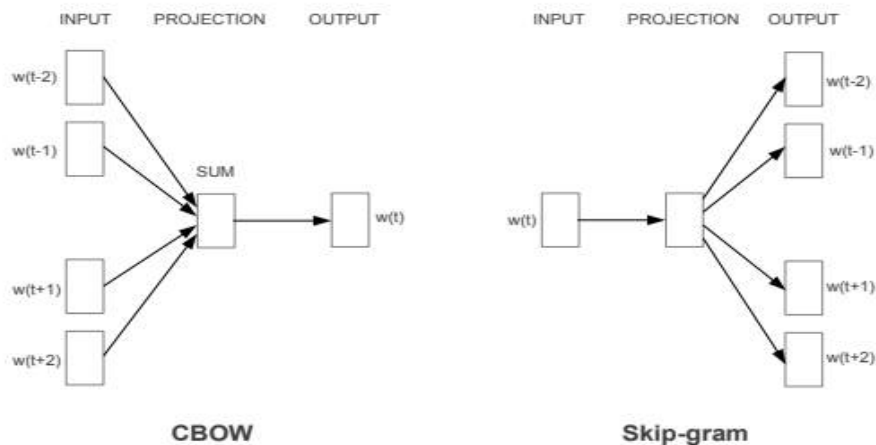 INPUT PROJECTION OUTPUT
w(t-2)
w(t-1)
SUM
w(t)
w(t+1)
w(t+2)
CBOW
INPUT PROJECTION OUTPUT
w(t-2)
w(t-1)
w(t)
w(t+1)
w(t+2)
Skip-gram